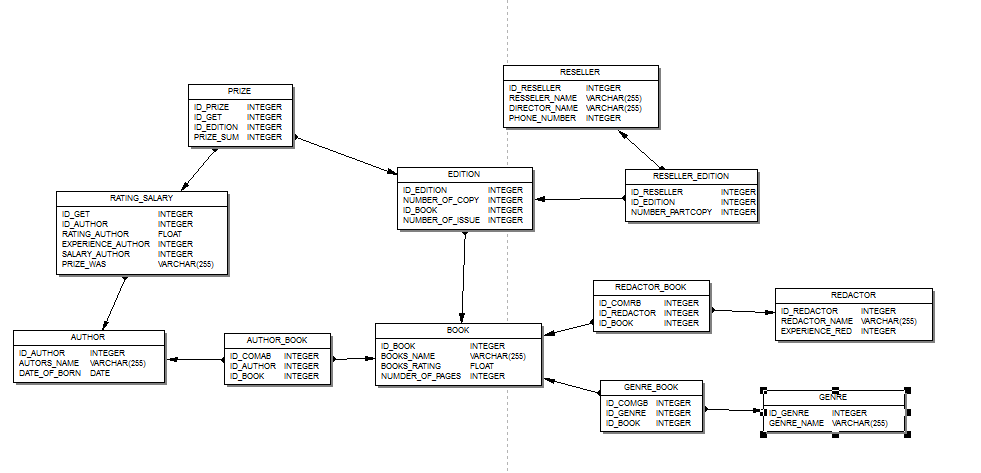 RESELLER
ID_RESELLER INTEGER
RESSELER_NAME VARCHAR(255)
DIRECTOR_NAME VARCHAR(255)
PHONE_NUMBER INTEGER
PRIZE
ID_PRIZE INTEGER
ID_GET INTEGER
ID_EDITION INTEGER
PRIZE_SUM INTEGER
EDITION
ID_EDITION INTEGER
NUMBER_OF_COPY INTEGER
ID_BOOK INTEGER
NUMBER_OF_ISSUE INTEGER
RESELLER_EDITION
ID_RESELLER INTEGER
ID_EDITION INTEGER
NUMBER_PARTCOPY INTEGER
RATING_SALARY
ID_GET INTEGER
ID_AUTHOR INTEGER
RATING_AUTHOR FLOAT
EXPERIENCE_AUTHOR INTEGER
SALARY_AUTHOR INTEGER
PRIZE_WAS VARCHAR(255)
REDACTOR_BOOK
ID_COMRB INTEGER
ID_REDACTOR INTEGER
ID_BOOK INTEGER
REDACTOR
ID_REDACTOR INTEGER
REDACTOR_NAME VARCHAR(255)
EXPERIENCE_RED INTEGER
AUTHOR
ID_AUTHOR INTEGER
AUTORS_NAME VARCHAR(255)
DATE_OF_BORN DATE
AUTHOR_BOOK
ID_COMAB INTEGER
ID_AUTHOR INTEGER
ID_BOOK INTEGER
BOOK
ID_BOOK INTEGER
BOOKS_NAME VARCHAR(255)
BOOKS_RATING FLOAT
NUMDER_OF_PAGES INTEGER
GENRE_BOOK
ID_COMGB INTEGER
ID_GENRE INTEGER
ID_BOOK INTEGER
GENRE
ID_GENRE INTEGER
GENRE_NAME VARCHAR(255)